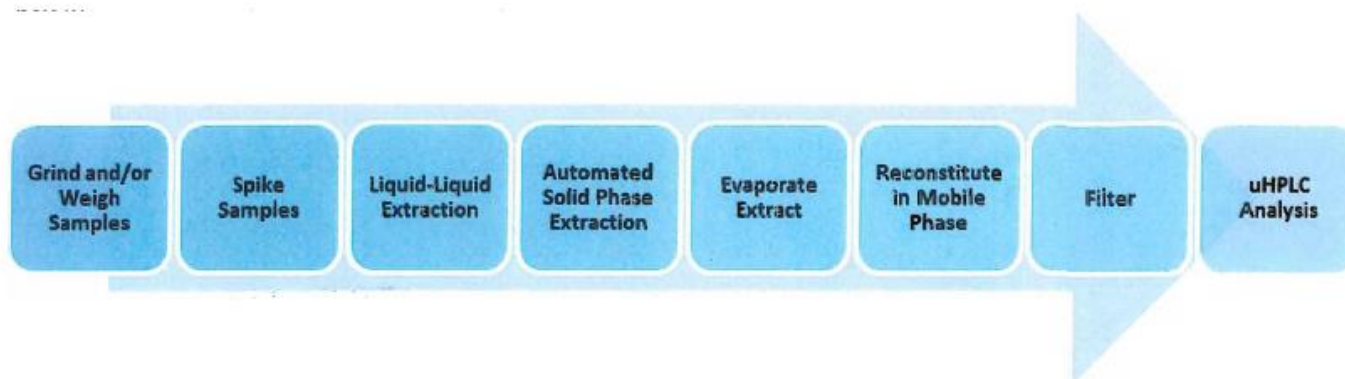 Grind and/or
Weigh
Samples
Spike
Samples
Liquid-Liquid
Extraction
Automated
Solid Phase
Extraction
Evaporate
Extract
Reconstitute
in Mobile
Phase
Filter
uHPLC
Analysis